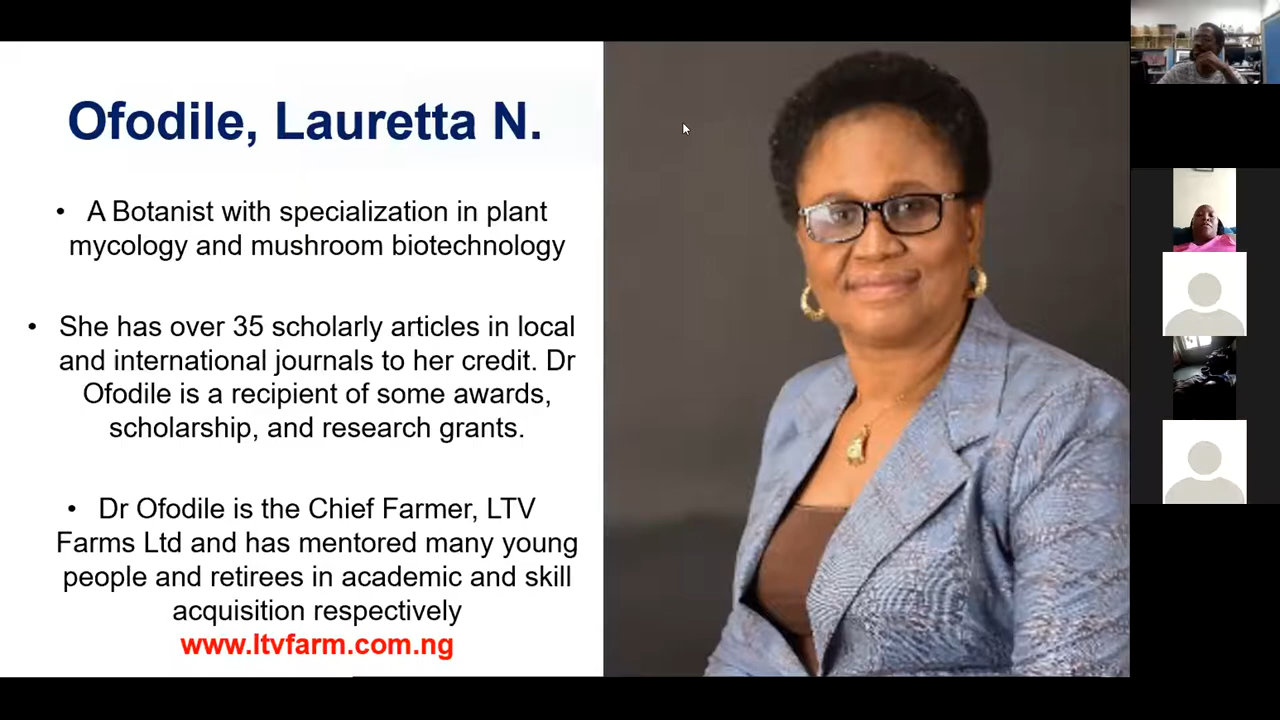 Ofodile, Lauretta N.
• A Botanist with specialization in plant
mycology and mushroom biotechnology
• She has over 35 scholarly articles in local
and international journals to her credit. Dr
Ofodile is a recipient of some awards,
scholarship, and research grants.
• Dr Ofodile is the Chief Farmer, LTV
Farms Ltd and has mentored many young
people and retirees in academic and skill
acquisition respectively
www.ltvfarm.com.ng